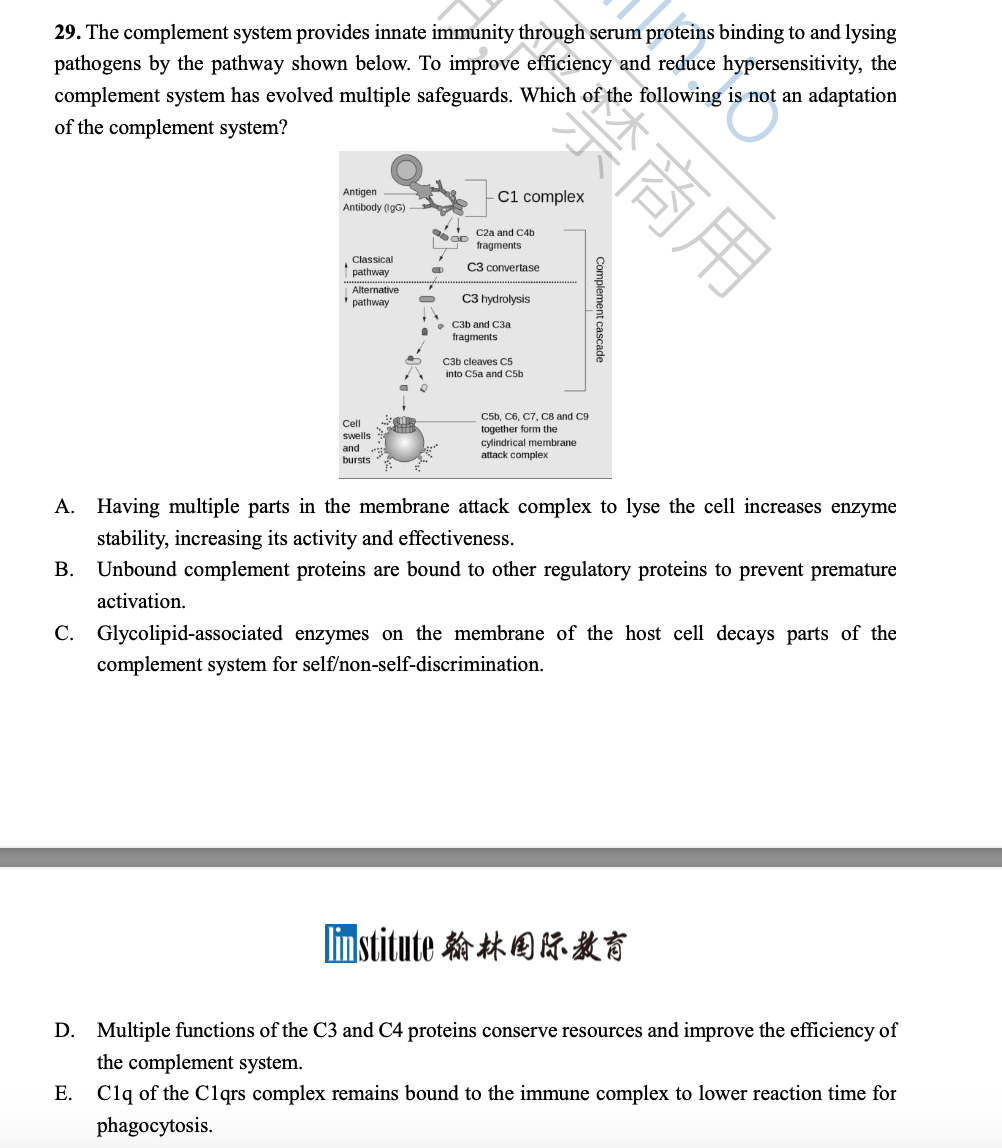 29. The complement system provides innate immunity through serum proteins binding to and lysing
pathogens by the pathway shown below. To improve efficiency and reduce hypersensitivity, the
complement system has evolved multiple safeguards. Which of the following is not an adaptation
of the complement system?
禁商用
Antigen
Antibody (IgG)
C1 complex
C2a and C4b
fragments
Classical
pathway
C3 convertase
Alternative
pathway
C3 hydrolysis
Complement cascade
C3b and C3a
fragments
C3b cleaves C5
into C5a and C5b
Cell
swells
and
bursts
C5b, C6, C7, C8 and C9
together form the
cylindrical membrane
attack complex
A. Having multiple parts in the membrane attack complex to lyse the cell increases enzyme
stability, increasing its activity and effectiveness.
B. Unbound complement proteins are bound to other regulatory proteins to prevent premature
activation.
C. Glycolipid-associated enzymes on the membrane of the host cell decays parts of the
complement system for self/non-self-discrimination.
linstitute 翰林国际教育
D. Multiple functions of the C3 and C4 proteins conserve resources and improve the efficiency of
the complement system.
E. C1q of the C1qrs complex remains bound to the immune complex to lower reaction time for
phagocytosis.